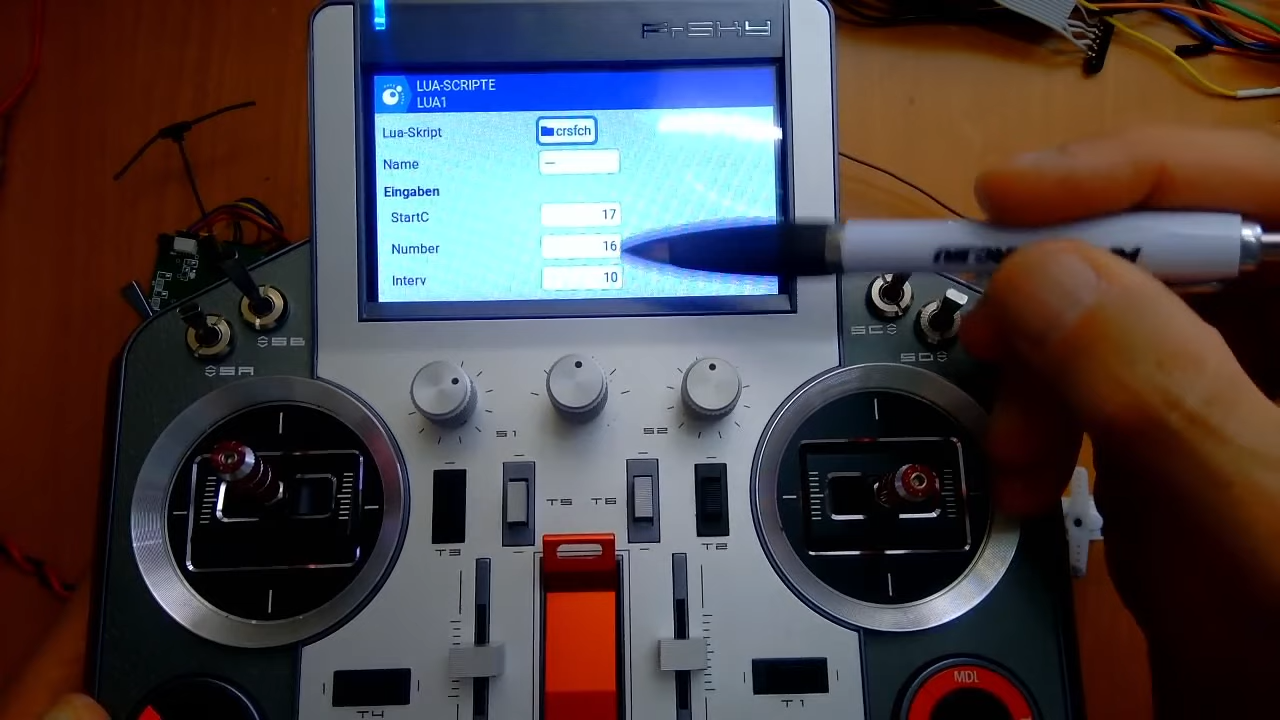 FrSKY
LUA-SCRIPTE
LUA1
Lua-Skript crsfch
Name ---
Eingaben
StartC 17
Number 16
Interv 10
SB
SA
SC
SD
S1
S2
T5 T6
T3
T2
T4
T1
MDL